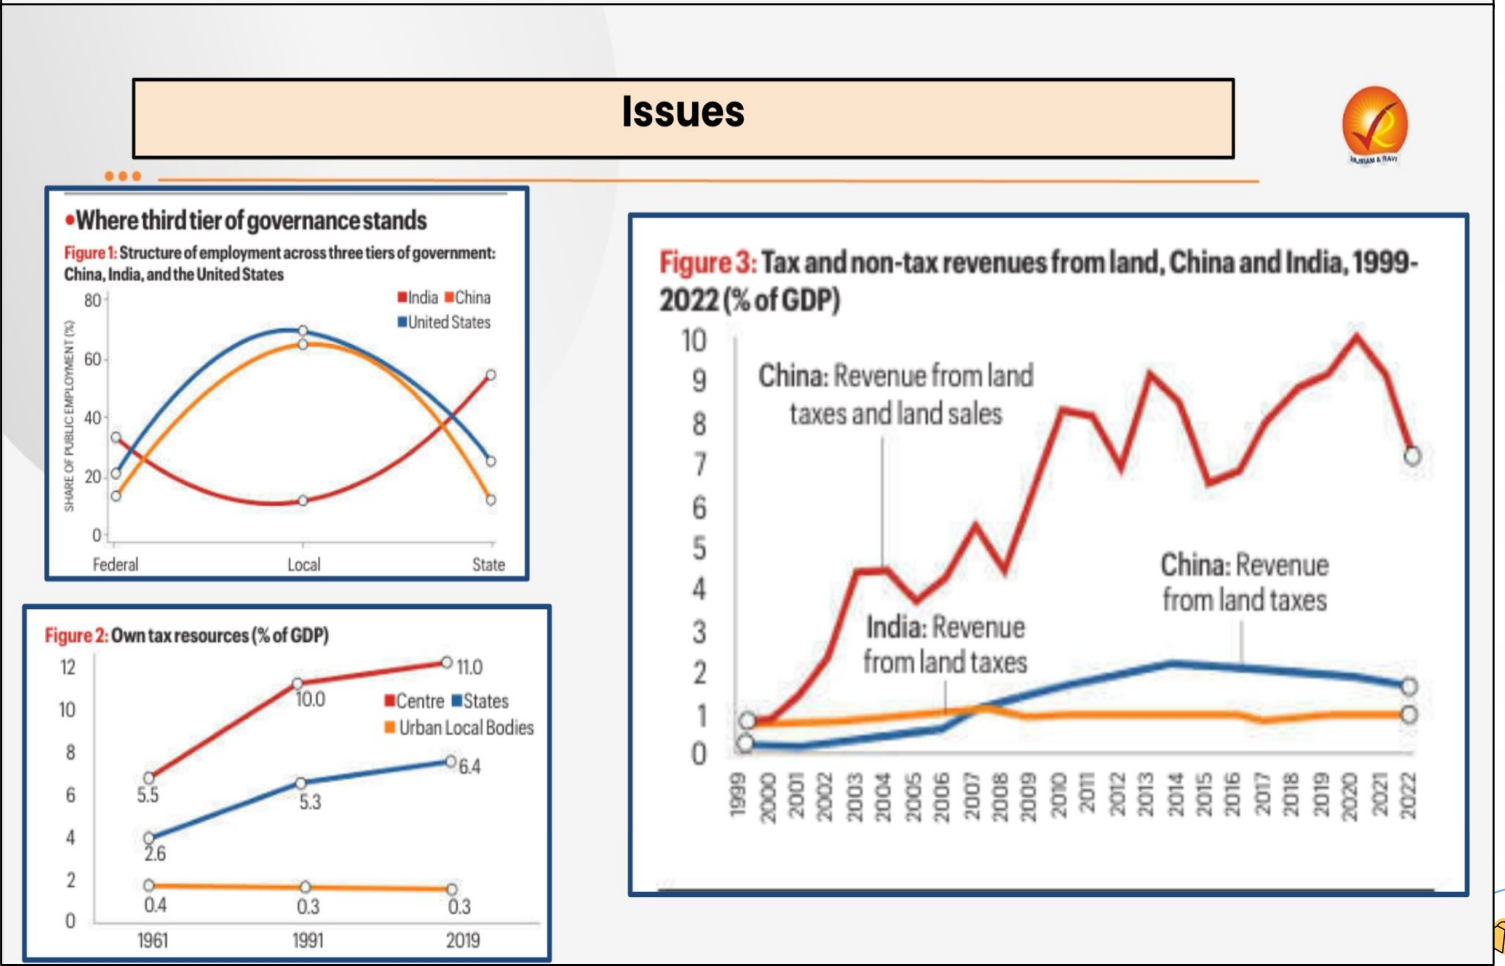 Issues
VAJIRAM & RAVI
•Where third tier of governance stands
Figure 1: Structure of employment across three tiers of government:
China, India, and the United States
India China
United States
SHARE OF PUBLIC EMPLOYMENT (%)
80
60
40
20
0
Federal Local State
Figure 2: Own tax resources (% of GDP)
12
10
8
6
4
2
0
11.0
10.0
5.5
Centre States
Urban Local Bodies
6.4
5.3
2.6
0.4 0.3 0.3
1961 1991 2019
Figure 3: Tax and non-tax revenues from land, China and India, 1999-
2022 (% of GDP)
10
9
8
7
6
5
4
3
2
1
0
China: Revenue from land
taxes and land sales
China: Revenue
from land taxes
India: Revenue
from land taxes
1999 2000 2001 2002 2003 2004 2005 2006 2007 2008 2009 2010 2011 2012 2013 2014 2015 2016 2017 2018 2019 2020 2021 2022